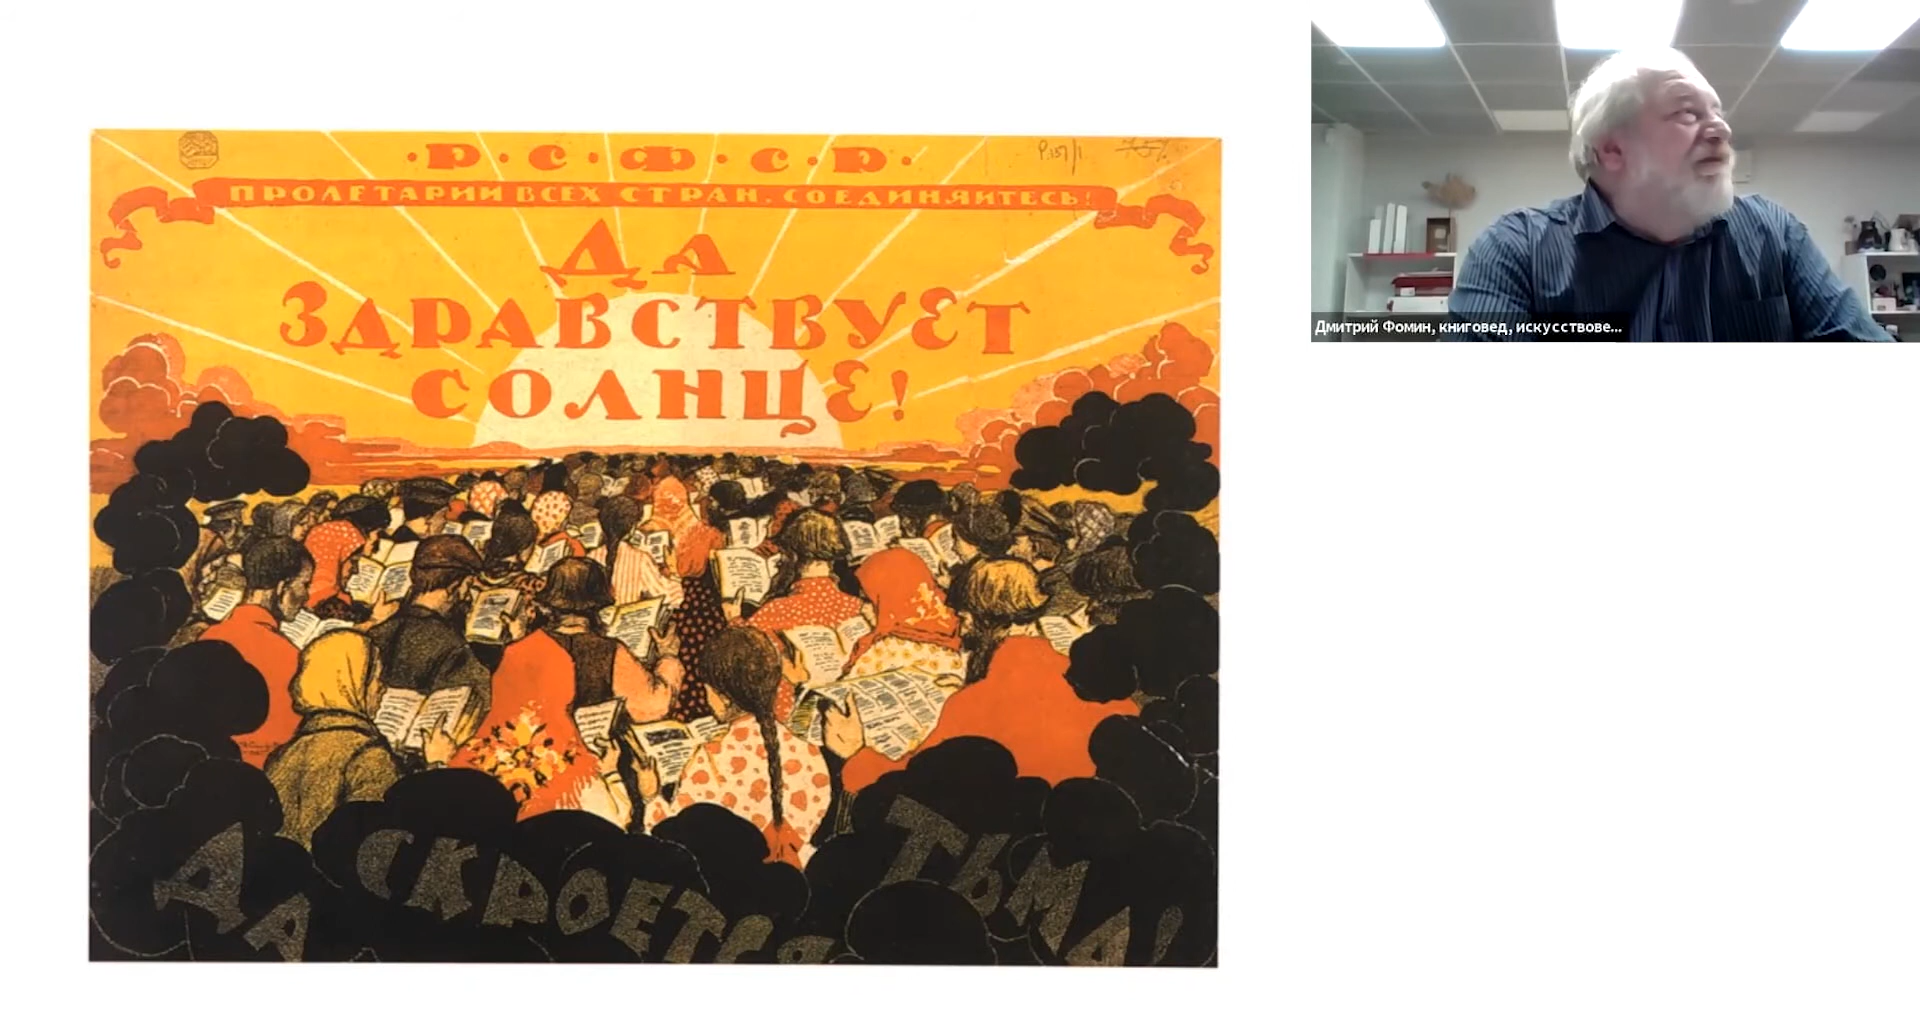 ·Р·С·Ф·С·Р·
ПРОЛЕТАРИИ ВСЕХ СТРАН, СОЕДИНЯЙТЕСЬ!
ДА
ЗДРАВСТВУЕТ
СОЛНЦЕ!
ДА СКРОЕТСЯ ТЬМА!
Дмитрий Фомин, книговед, искусствове...